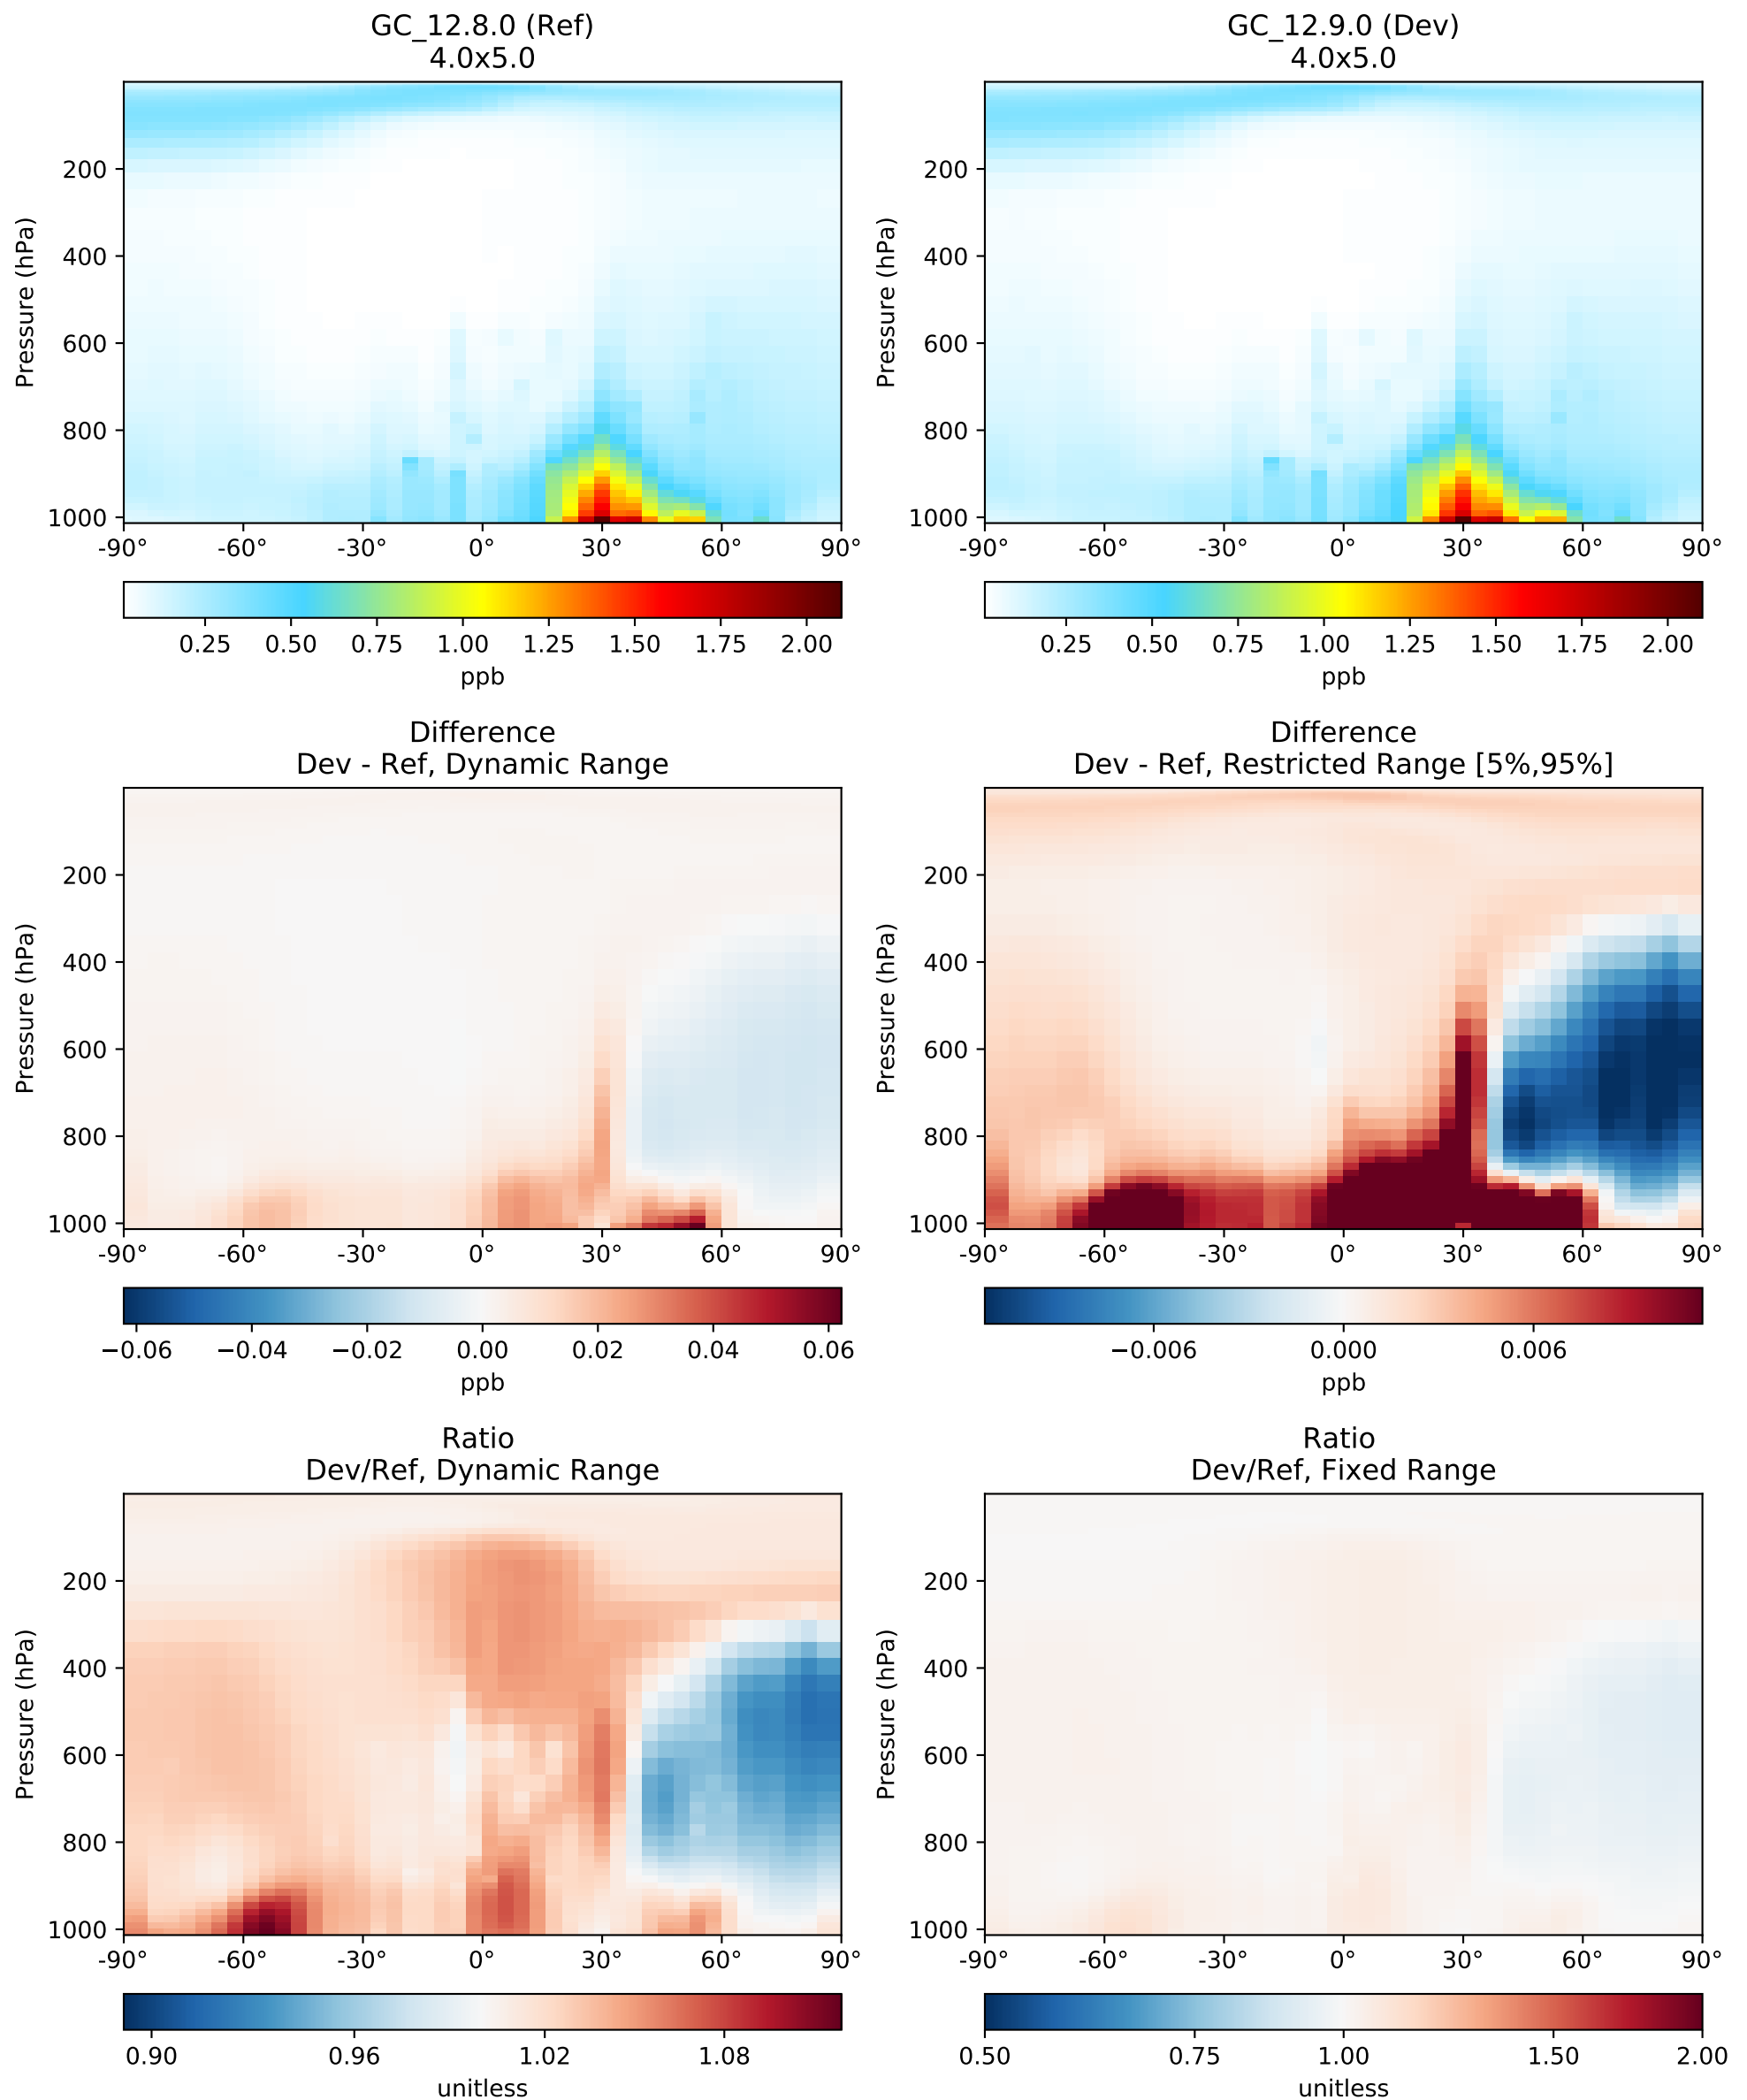 GC_12.8.0 (Ref)
4.0x5.0
Pressure (hPa)
200
400
600
800
1000
-90° -60° -30° 0° 30° 60° 90°
0.25 0.50 0.75 1.00 1.25 1.50 1.75 2.00
ppb
GC_12.9.0 (Dev)
4.0x5.0
Pressure (hPa)
200
400
600
800
1000
-90° -60° -30° 0° 30° 60° 90°
0.25 0.50 0.75 1.00 1.25 1.50 1.75 2.00
ppb
Difference
Dev - Ref, Dynamic Range
Pressure (hPa)
200
400
600
800
1000
-90° -60° -30° 0° 30° 60° 90°
−0.06 −0.04 −0.02 0.00 0.02 0.04 0.06
ppb
Difference
Dev - Ref, Restricted Range [5%,95%]
Pressure (hPa)
200
400
600
800
1000
-90° -60° -30° 0° 30° 60° 90°
−0.006 0.000 0.006
ppb
Ratio
Dev/Ref, Dynamic Range
Pressure (hPa)
200
400
600
800
1000
-90° -60° -30° 0° 30° 60° 90°
0.90 0.96 1.02 1.08
unitless
Ratio
Dev/Ref, Fixed Range
Pressure (hPa)
200
400
600
800
1000
-90° -60° -30° 0° 30° 60° 90°
0.50 0.75 1.00 1.50 2.00
unitless